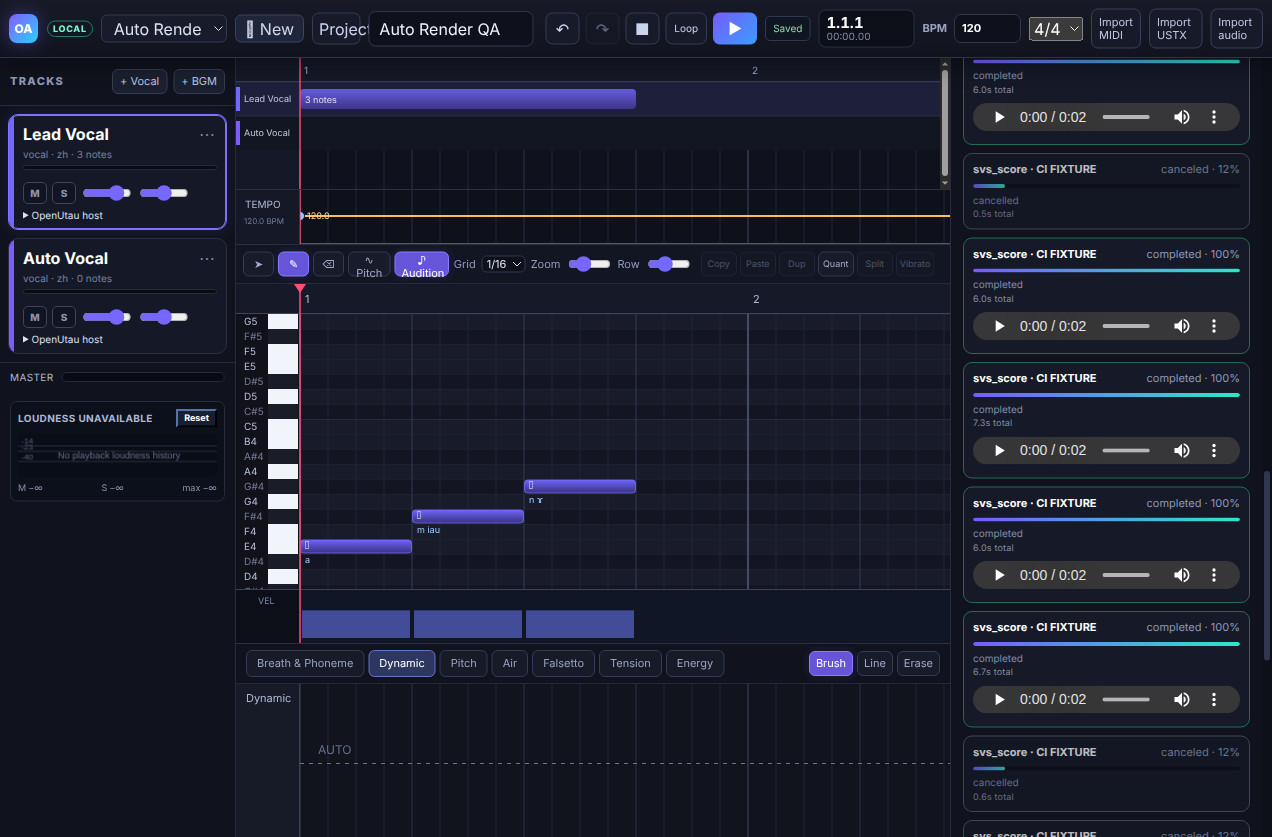 OA
LOCAL
Auto Rende
New
Project
Auto Render QA
Loop
Saved
1.1.1
00:00.00
BPM
120
4/4
Import
MIDI
Import
USTX
Import
audio
TRACKS
+ Vocal
+ BGM
Lead Vocal
vocal · zh · 3 notes
M
S
OpenUtau host
Auto Vocal
vocal · zh · 0 notes
M
S
OpenUtau host
MASTER
LOUDNESS UNAVAILABLE
Reset
-14
-23
-40
No playback loudness history
M −∞
S −∞
max −∞
1
2
Lead Vocal
3 notes
Auto Vocal
TEMPO
120.0 BPM
120.0
Pitch
Audition
Grid
1/16
Zoom
Row
Copy
Paste
Dup
Quant
Split
Vibrato
1
2
G5
F#5
F5
E5
D#5
D5
C#5
C5
B4
A#4
A4
G#4
G4
F#4
F4
E4
D#4
D4
n ɤ
m iau
a
VEL
Breath & Phoneme
Dynamic
Pitch
Air
Falsetto
Tension
Energy
Brush
Line
Erase
Dynamic
AUTO
completed
6.0s total
0:00 / 0:02
svs_score · CI FIXTURE
canceled · 12%
cancelled
0.5s total
svs_score · CI FIXTURE
completed · 100%
completed
6.0s total
0:00 / 0:02
svs_score · CI FIXTURE
completed · 100%
completed
7.3s total
0:00 / 0:02
svs_score · CI FIXTURE
completed · 100%
completed
6.0s total
0:00 / 0:02
svs_score · CI FIXTURE
completed · 100%
completed
6.7s total
0:00 / 0:02
svs_score · CI FIXTURE
canceled · 12%
cancelled
0.6s total
svs_score · CI FIXTURE
canceled · 12%